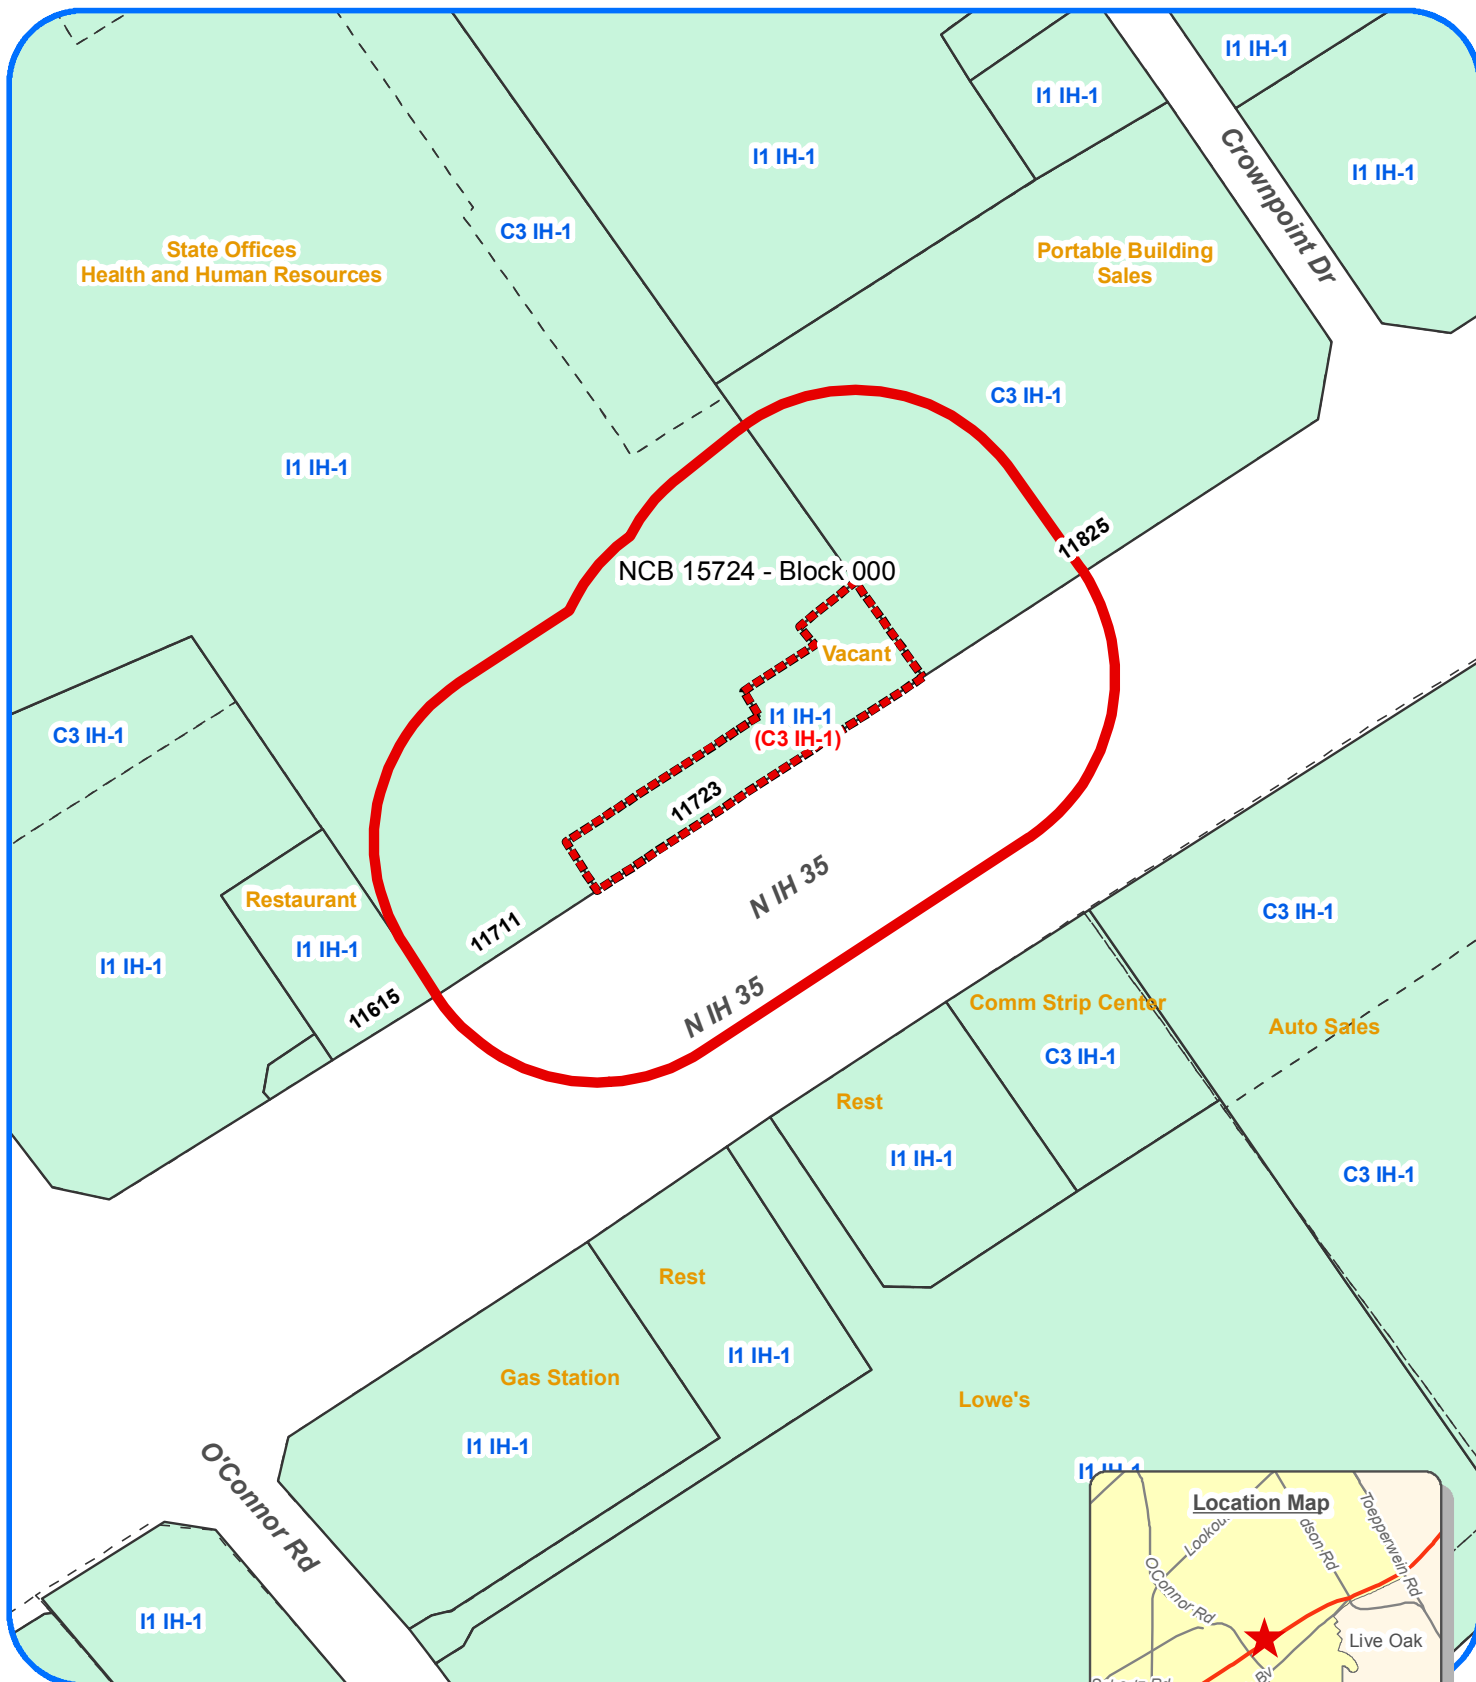 I1 IH-1
I1 IH-1
I1 IH-1
I1 IH-1
Crownpoint Dr
C3 IH-1
State Offices
Health and Human Resources
Portable Building
Sales
C3 IH-1
I1 IH-1
11825
NCB 15724 - Block 000
Vacant
I1 IH-1
(C3 IH-1)
C3 IH-1
11723
N IH 35
Restaurant
I1 IH-1
11711
I1 IH-1
11615
N IH 35
C3 IH-1
Comm Strip Center
Auto Sales
C3 IH-1
Rest
I1 IH-1
C3 IH-1
Rest
I1 IH-1
Gas Station
Lowe's
I1 IH-1
I1 IH-1
O'Connor Rd
I1 IH-1
Location Map
Toepperwein Rd
O'Connor Rd
Live Oak